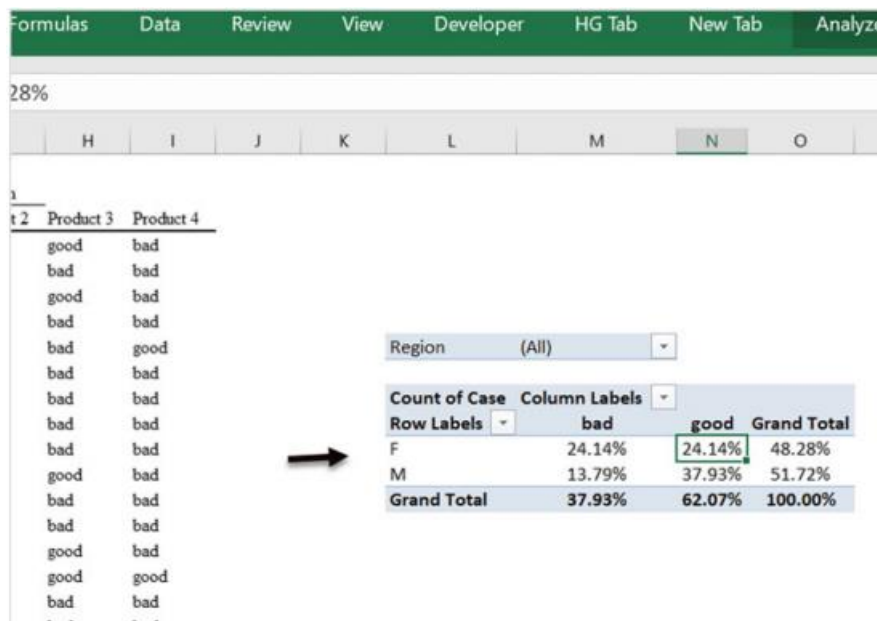 Formulas Data Review View Developer HG Tab New Tab Analyze
28%
H I J K L M N O
t 2 Product 3 Product 4
good bad
bad bad
good bad
bad bad
bad good
Region (All)
bad bad
bad bad
Count of Case Column Labels
bad bad
Row Labels bad good Grand Total
bad bad
F 24.14% 24.14% 48.28%
good bad
M 13.79% 37.93% 51.72%
bad bad
Grand Total 37.93% 62.07% 100.00%
bad bad
good bad
good good
bad bad